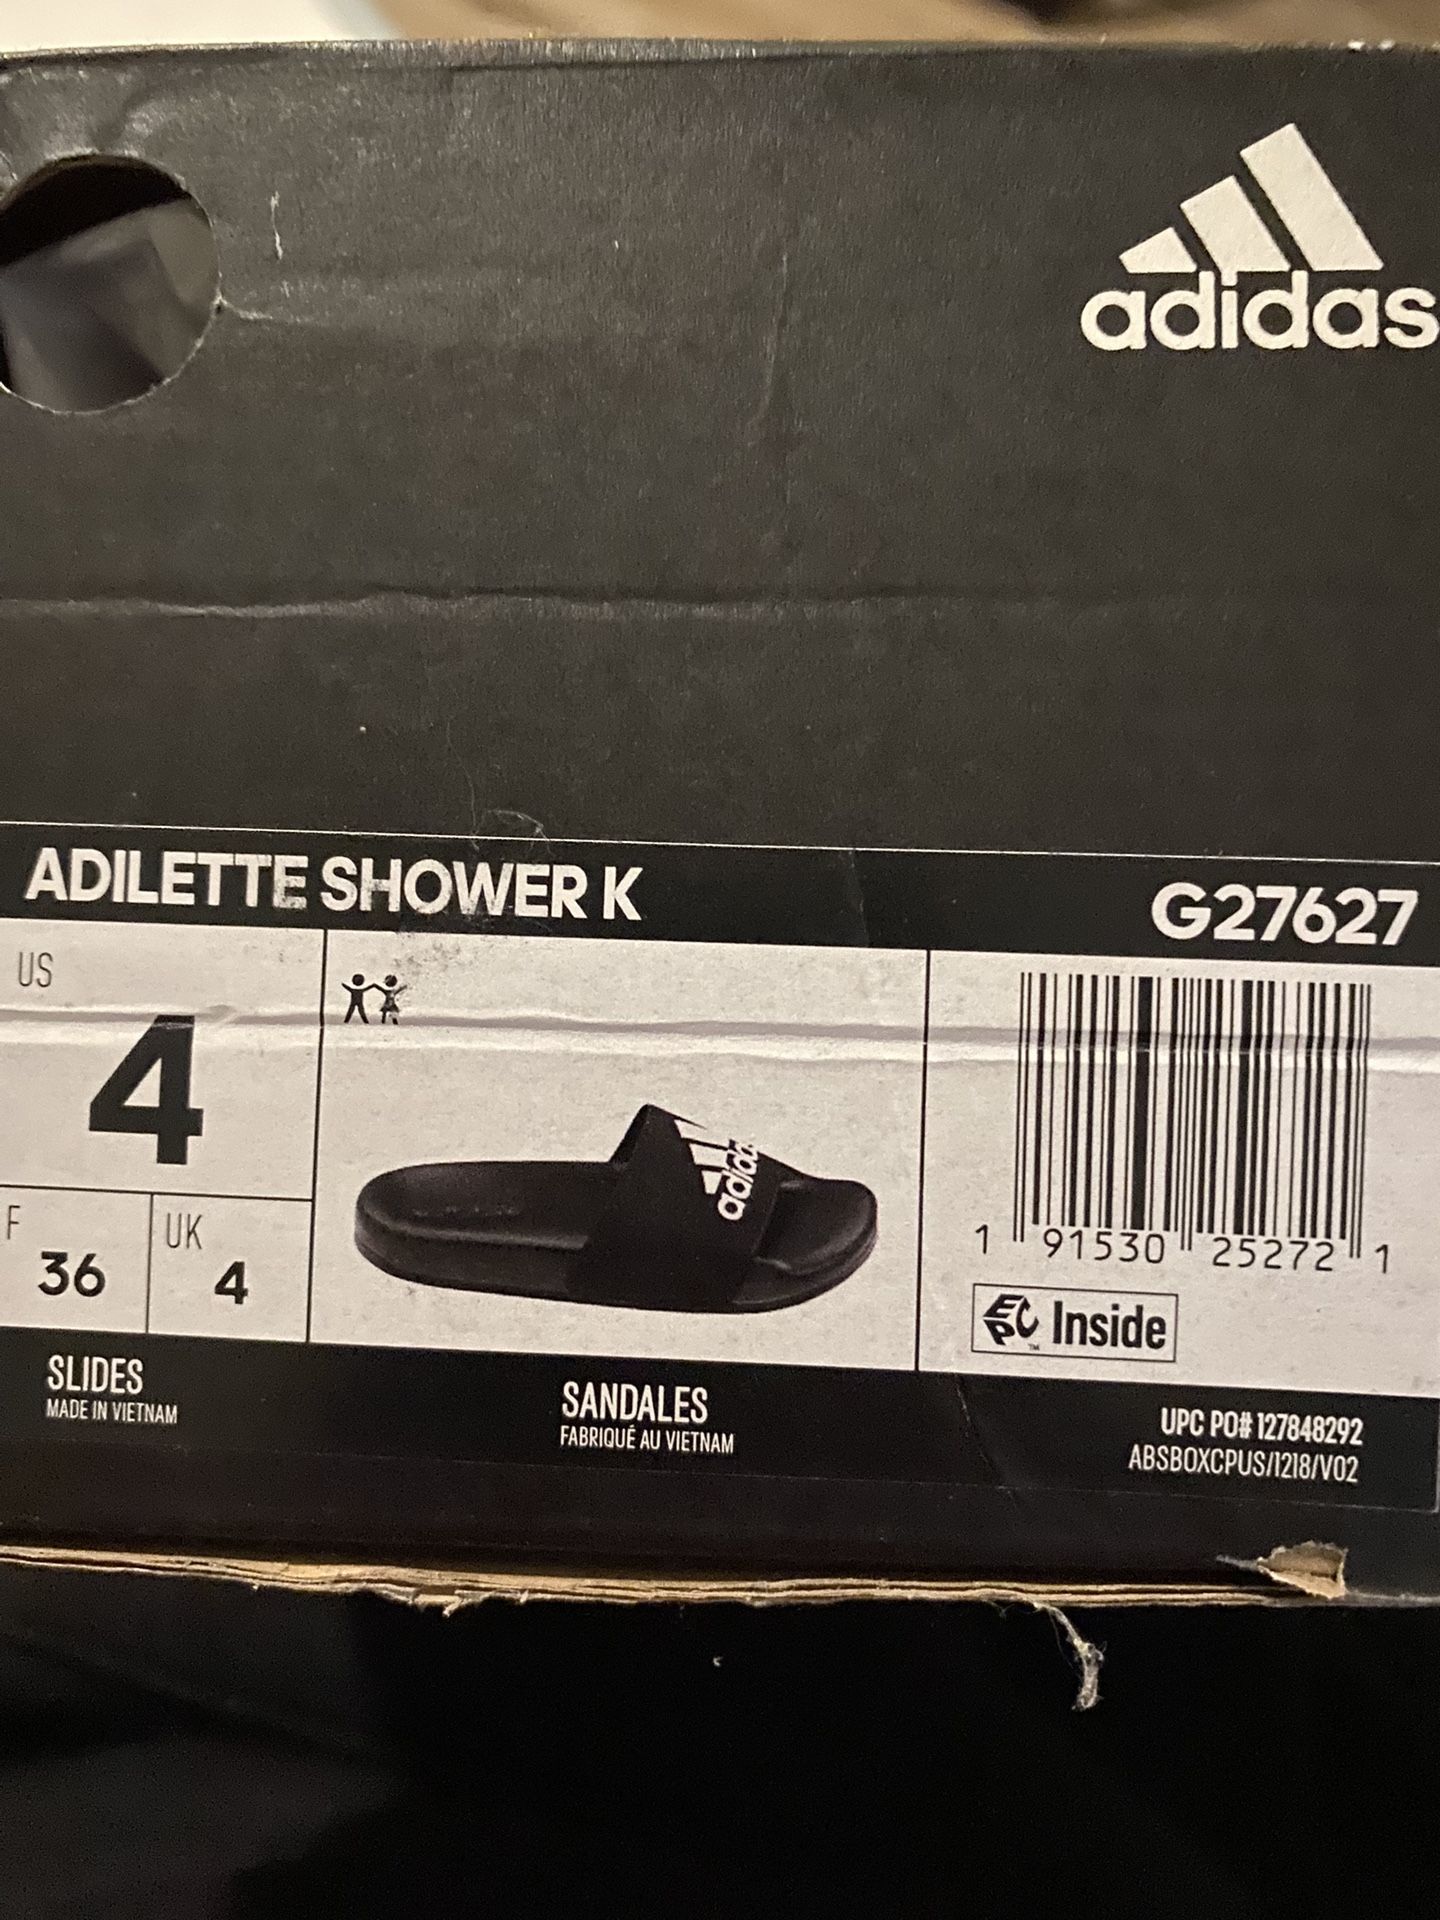 adidas
ADILETTE SHOWER K
G27627
US
4
F
36
UK
4
adidas
1 91530 25272 1
EPC™ Inside
SLIDES
MADE IN VIETNAM
SANDALES
FABRIQUÉ AU VIETNAM
UPC PO# 127848292
ABSBOXCPUS/1218/V02